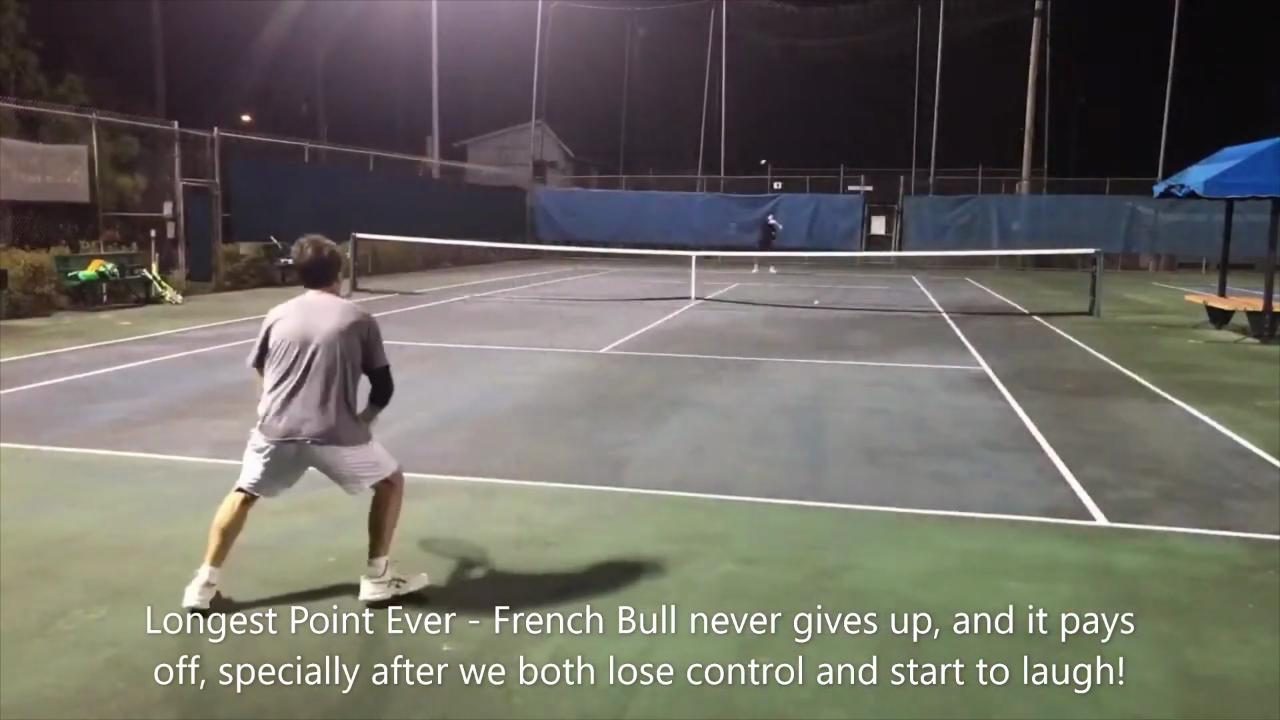 Longest Point Ever - French Bull never gives up, and it pays
off, specially after we both lose control and start to laugh!